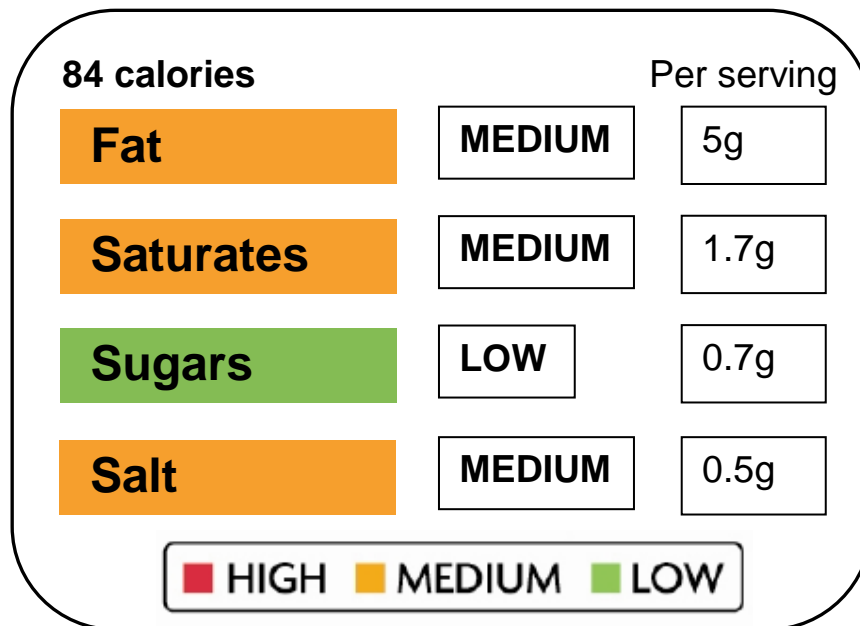 84 calories Per serving
Fat MEDIUM 5g
Saturates MEDIUM 1.7g
Sugars LOW 0.7g
Salt MEDIUM 0.5g
HIGH MEDIUM LOW